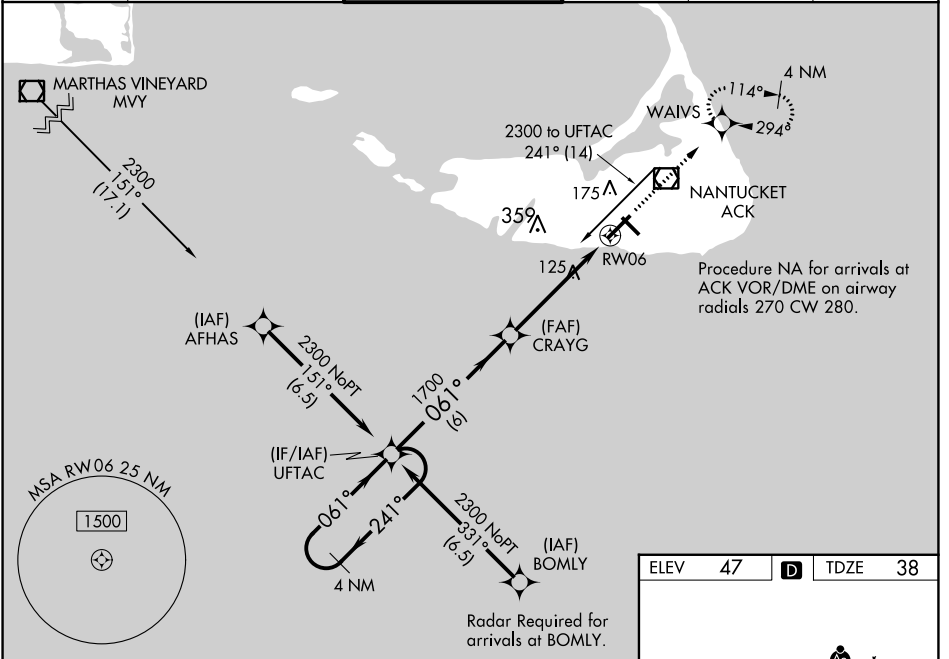 MARTHAS VINEYARD
MVY
2300
151°
(17.1)
114°
4 NM
WAIVS
294°
2300 to UFTAC
241° (14)
175
359
NANTUCKET
ACK
125
RW06
Procedure NA for arrivals at
ACK VOR/DME on airway
radials 270 CW 280.
(IAF)
AFHAS
2300 NoPT
151°
(6.5)
(FAF)
CRAYG
1700
061°
(6)
(IF/IAF)
UFTAC
061°
241°
4 NM
2300 NoPT
331°
(6.5)
(IAF)
BOMLY
Radar Required for
arrivals at BOMLY.
MSA RW06 25 NM
1500
ELEV 47 D TDZE 38